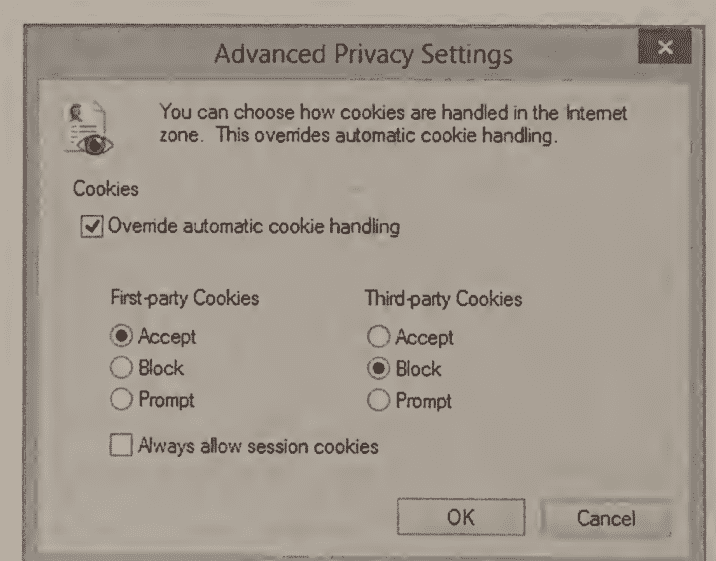 Advanced Privacy Settings
You can choose how cookies are handled in the Internet
zone. This overrides automatic cookie handling.
Cookies
Override automatic cookie handling
First-party Cookies
Third-party Cookies
Accept
Accept
Block
Block
Prompt
Prompt
Always allow session cookies
OK
Cancel